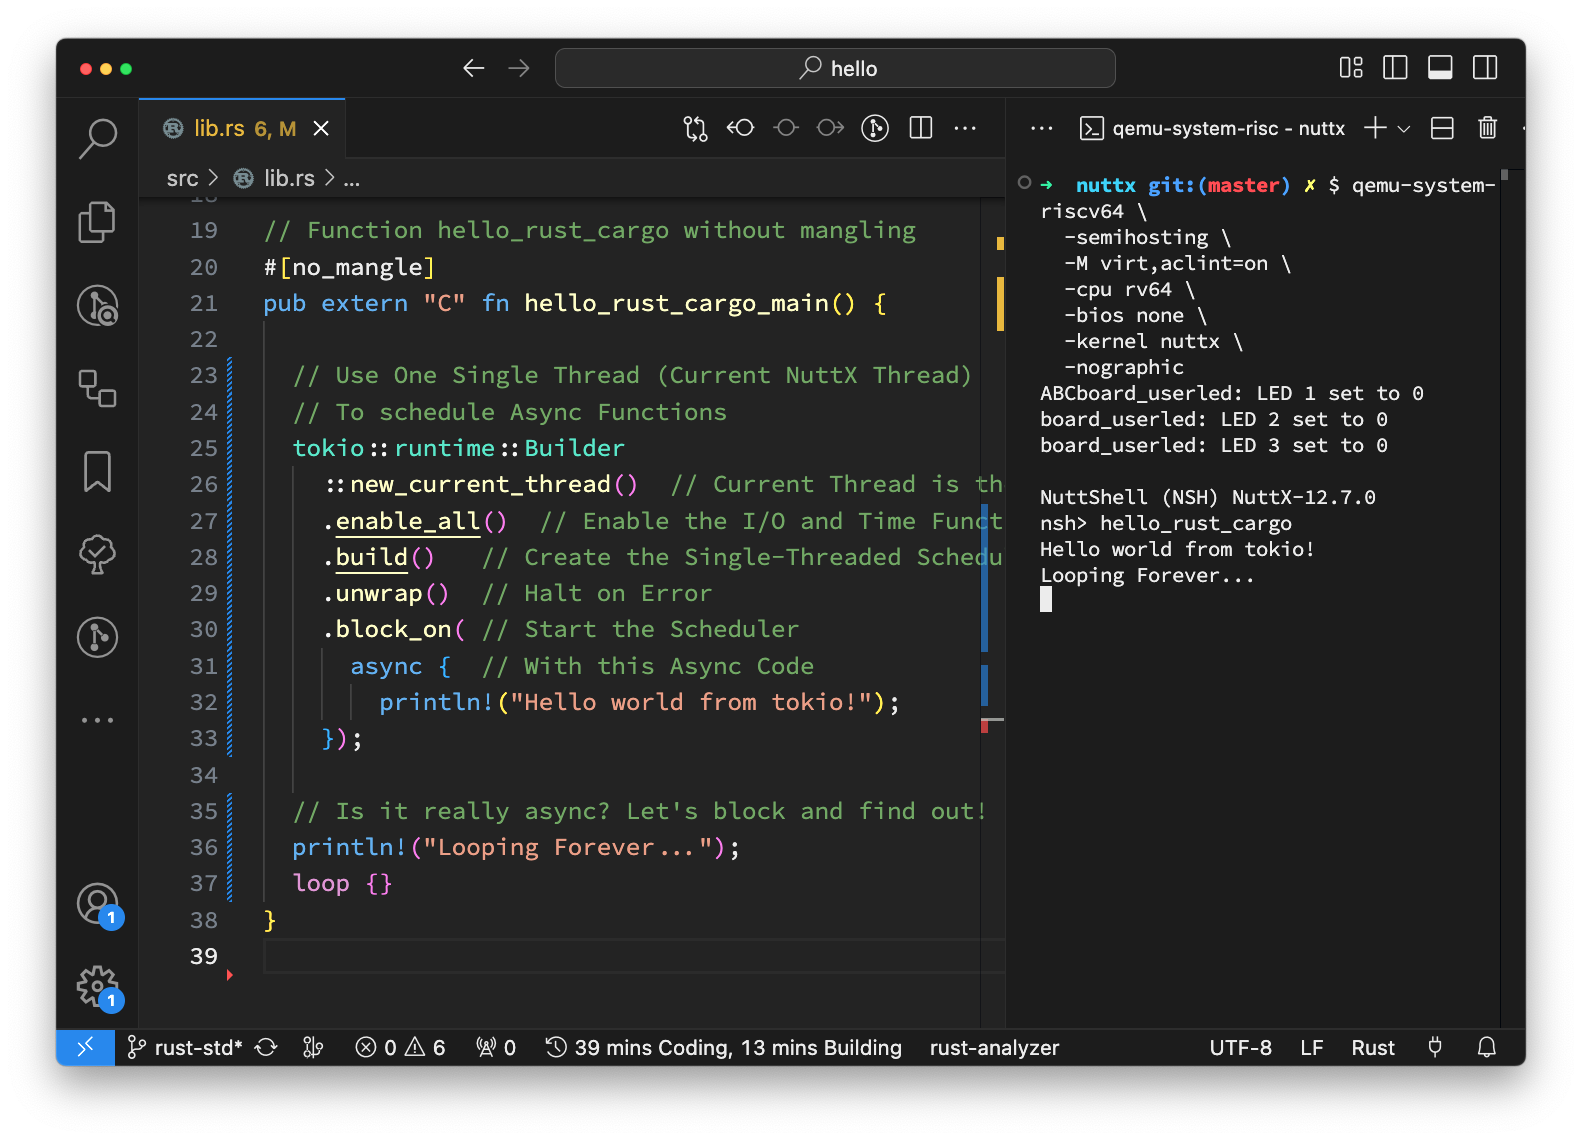 hello
lib.rs 6, M
src > lib.rs > ...
19 // Function hello_rust_cargo without mangling
20 #[no_mangle]
21 pub extern "C" fn hello_rust_cargo_main() {
22
23 // Use One Single Thread (Current NuttX Thread)
24 // To schedule Async Functions
25 tokio::runtime::Builder
26 ::new_current_thread() // Current Thread is th
27 .enable_all() // Enable the I/O and Time Funct
28 .build() // Create the Single-Threaded Schedu
29 .unwrap() // Halt on Error
30 .block_on( // Start the Scheduler
31 async { // With this Async Code
32 println!("Hello world from tokio!");
33 });
34
35 // Is it really async? Let's block and find out!
36 println!("Looping Forever...");
37 loop {}
38 }
39
qemu-system-risc - nuttx
➜ nuttx git:(master) ✗ $ qemu-system-
riscv64 \
-semihosting \
-M virt,aclint=on \
-cpu rv64 \
-bios none \
-kernel nuttx \
-nographic
ABCboard_userled: LED 1 set to 0
board_userled: LED 2 set to 0
board_userled: LED 3 set to 0
NuttShell (NSH) NuttX-12.7.0
nsh> hello_rust_cargo
Hello world from tokio!
Looping Forever...
1
1
rust-std* 0 6 0 39 mins Coding, 13 mins Building rust-analyzer UTF-8 LF Rust